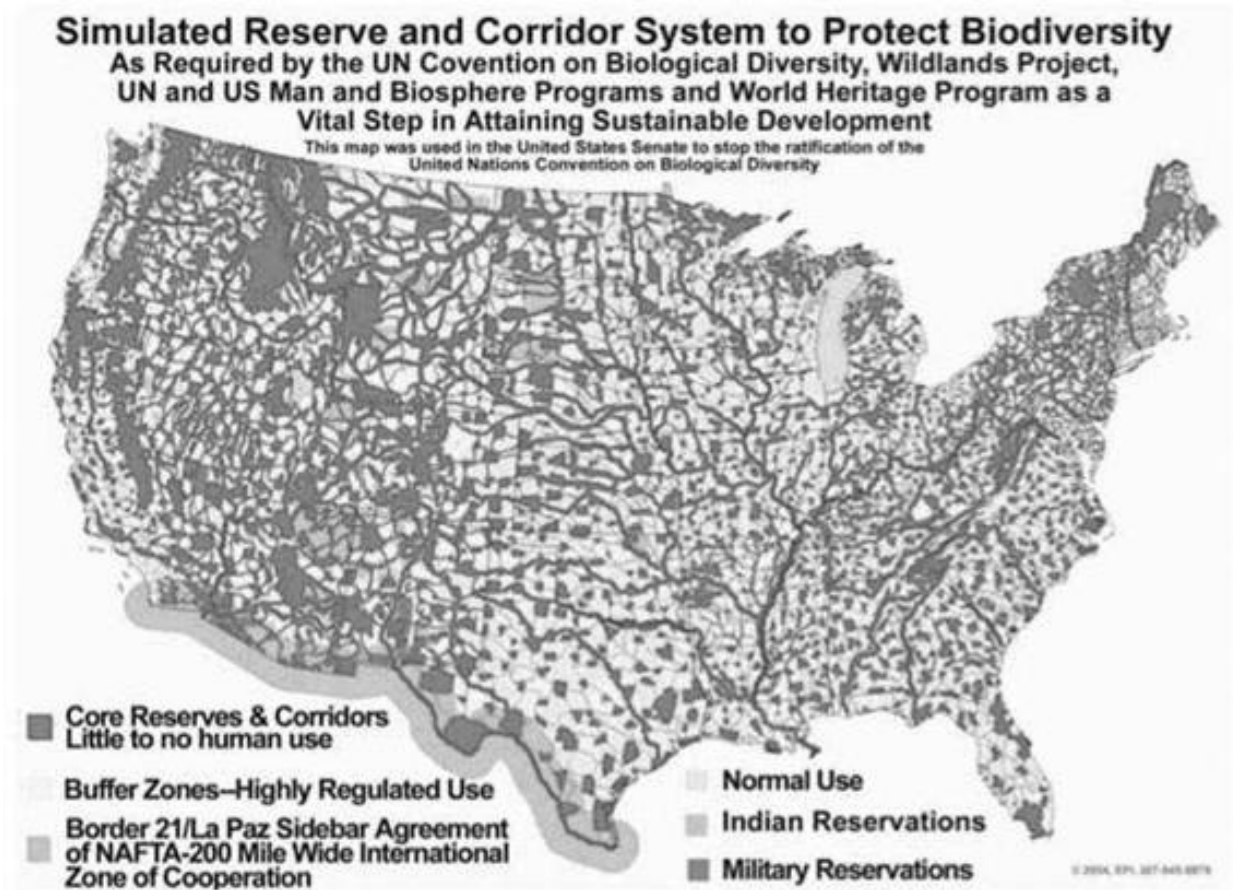 Simulated Reserve and Corridor System to Protect Biodiversity
As Required by the UN Covention on Biological Diversity, Wildlands Project,
UN and US Man and Biosphere Programs and World Heritage Program as a
Vital Step in Attaining Sustainable Development
This map was used in the United States Senate to stop the ratification of the
United Nations Convention on Biological Diversity
Core Reserves & Corridors
Little to no human use
Buffer Zones–Highly Regulated Use
Border 21/La Paz Sidebar Agreement
of NAFTA-200 Mile Wide International
Zone of Cooperation
Normal Use
Indian Reservations
Military Reservations